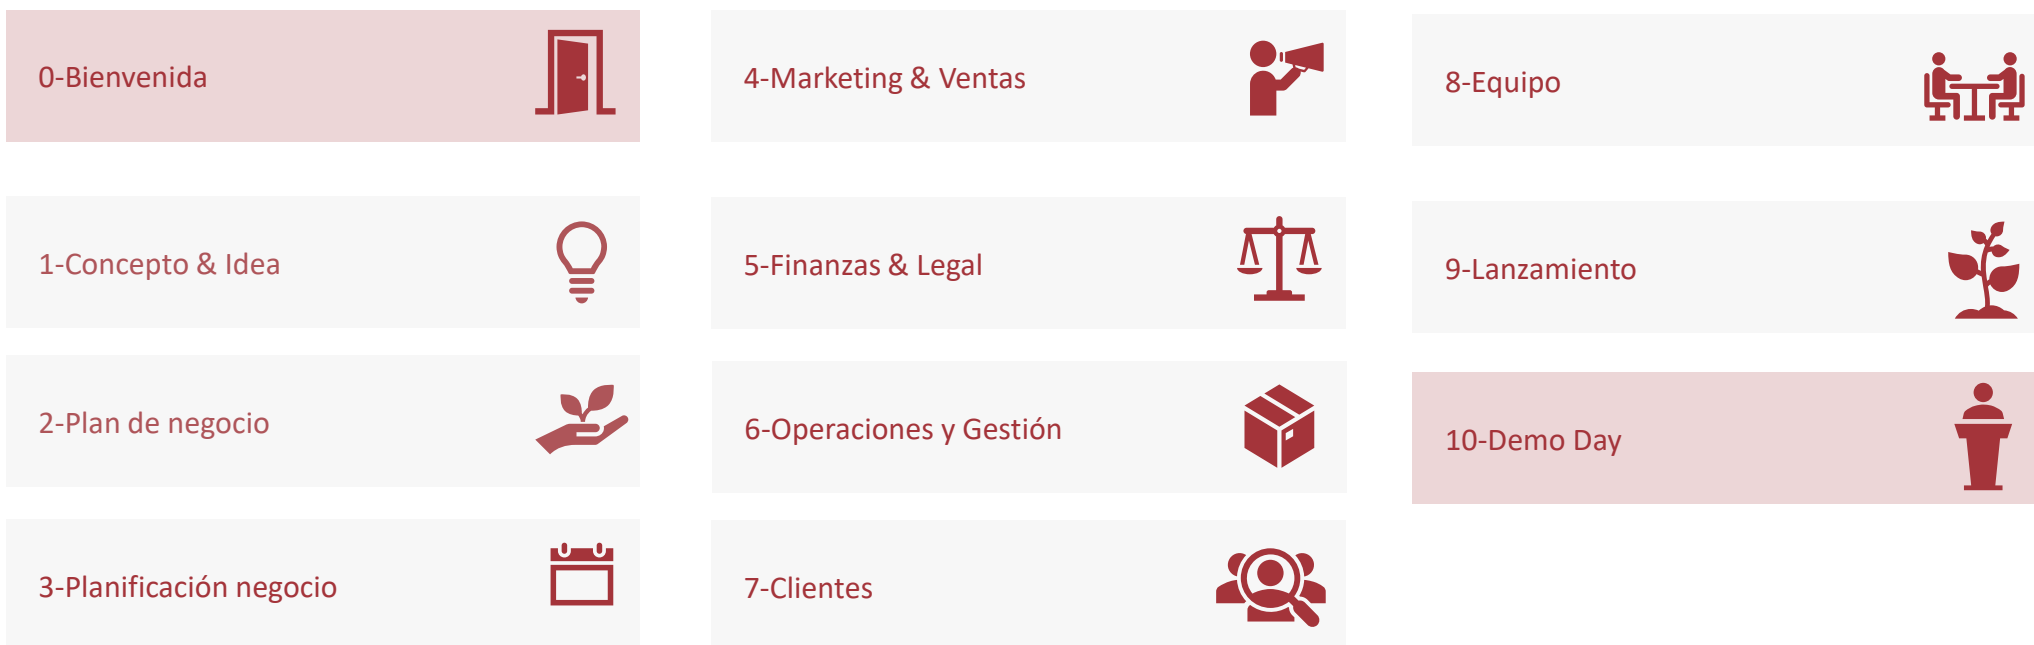 0-Bienvenida
1-Concepto & Idea
2-Plan de negocio
3-Planificación negocio
4-Marketing & Ventas
5-Finanzas & Legal
6-Operaciones y Gestión
7-Clientes
8-Equipo
9-Lanzamiento
10-Demo Day